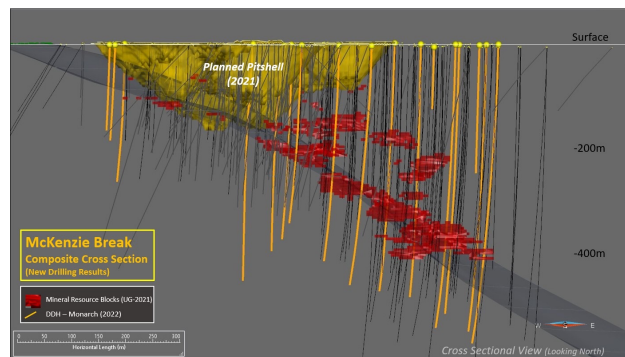 Surface
Planned Pitshell
(2021)
-200m
-400m
McKenzie Break
Composite Cross Section
(New Drilling Results)
Mineral Resource Blocks (UG-2021)
DDH – Monarch (2022)
0 50 100 150 200 250 300
Horizontal Length (m)
Cross Sectional View (Looking North)